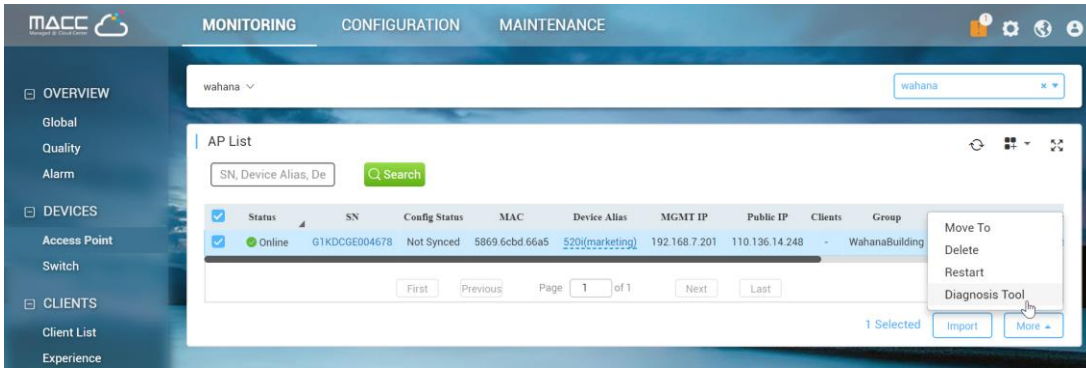 MACC MONITORING CONFIGURATION MAINTENANCE
Managed @ Cloud Center
OVERVIEW
Global
Quality
Alarm
DEVICES
Access Point
Switch
CLIENTS
Client List
Experience
wahana
wahana
AP List
SN, Device Alias, De
Search
Status SN Config Status MAC Device Alias MGMT IP Public IP Clients Group
Online G1KDCGE004678 Not Synced 5869.6cbd.66a5 520i(marketing) 192.168.7.201 110.136.14.248 - WahanaBuilding
Move To
Delete
Restart
Diagnosis Tool
First Previous Page 1 of 1 Next Last
1 Selected Import More